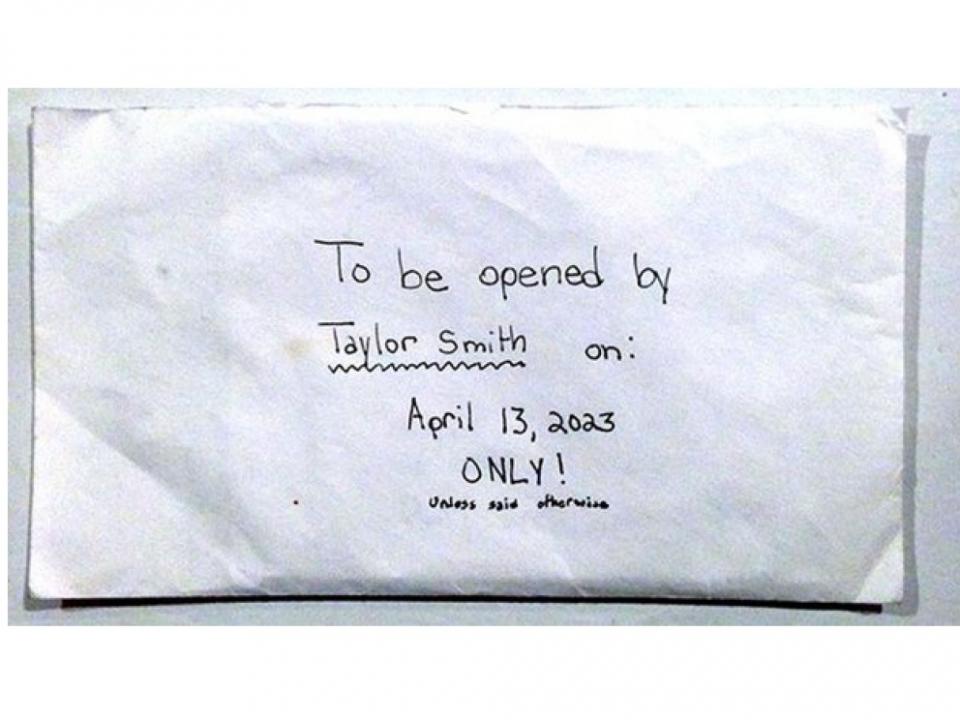 To be opened by
Taylor Smith on:
April 13, 2023
ONLY!
unless said otherwise